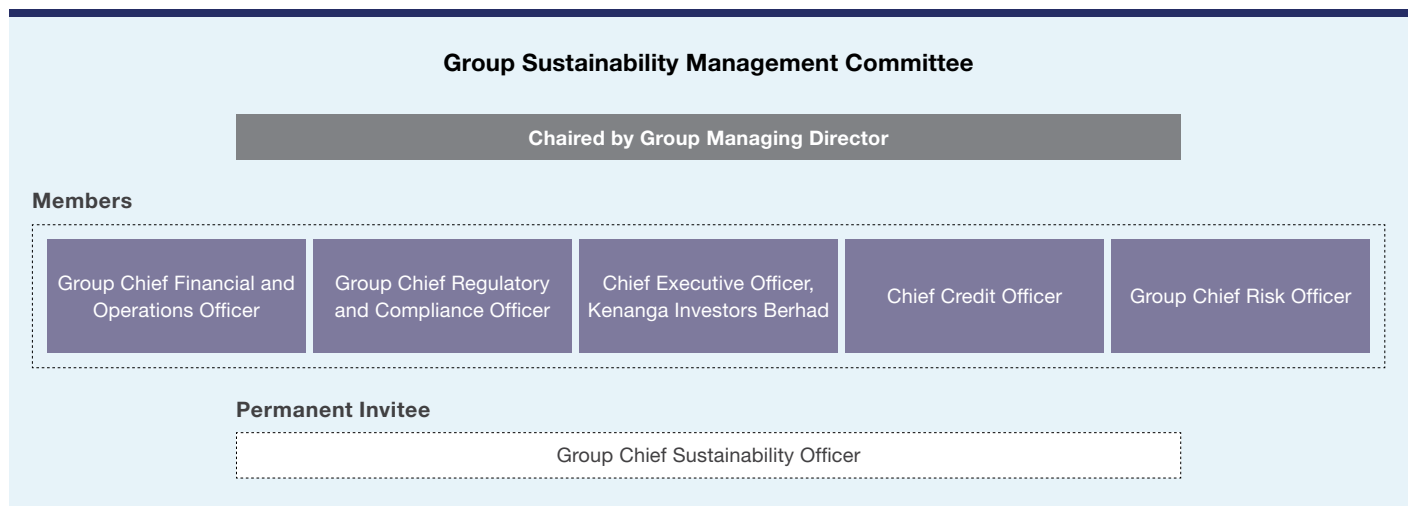 Group Sustainability Management Committee
Chaired by Group Managing Director
Members
Group Chief Financial and
Operations Officer
Group Chief Regulatory
and Compliance Officer
Chief Executive Officer,
Kenanga Investors Berhad
Chief Credit Officer
Group Chief Risk Officer
Permanent Invitee
Group Chief Sustainability Officer